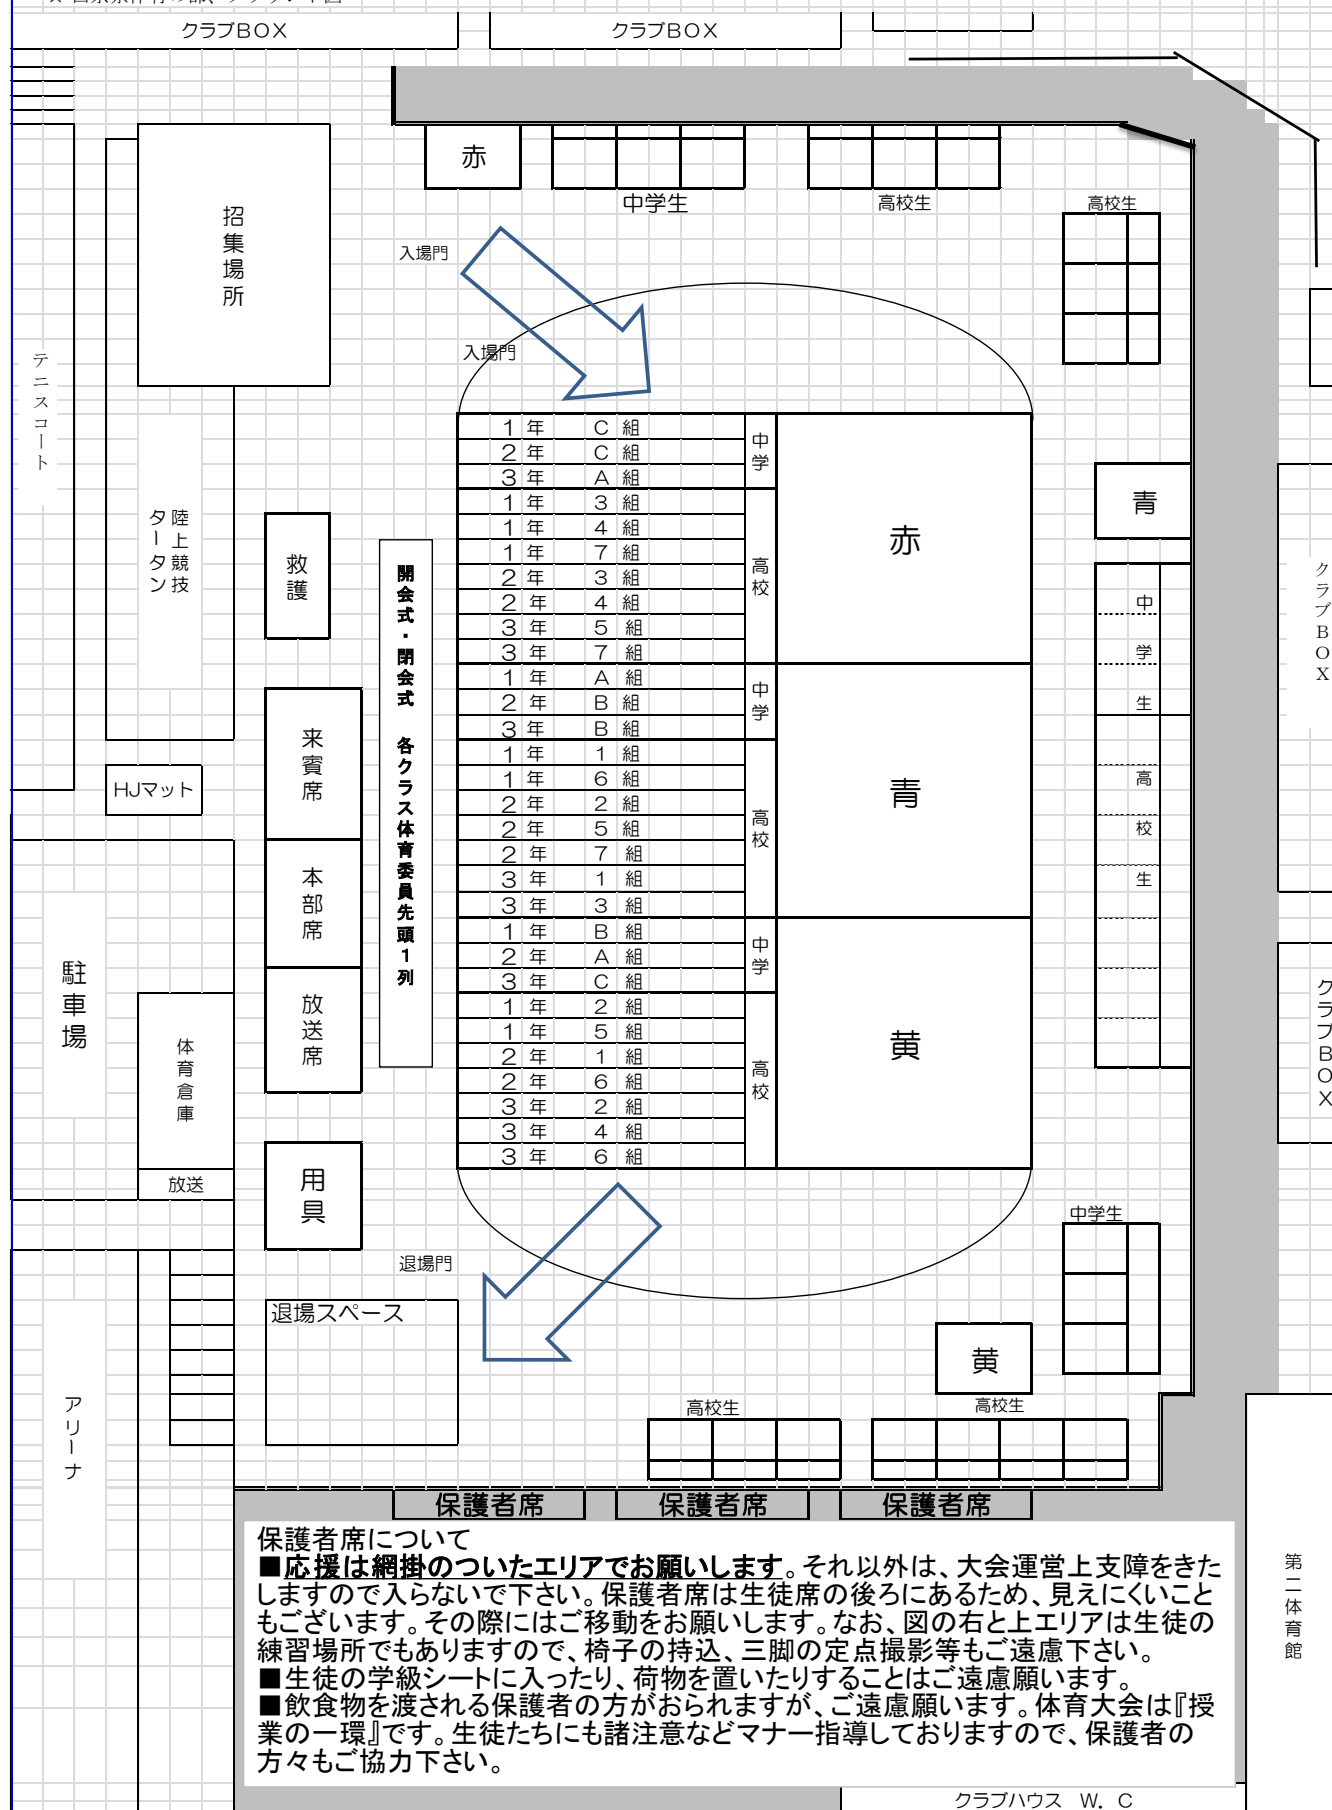 クラブBOX
クラブBOX
赤
中学生
高校生
高校生
招集場所
入場門
入場門
テニスコート
陸上競技
タータン
救護
開会式・閉会式　各クラス体育委員先頭1列
1年 C組
2年 C組
3年 A組
中学
1年 3組
1年 4組
1年 7組
2年 3組
2年 4組
3年 5組
3年 7組
高校
赤
1年 A組
2年 B組
3年 B組
中学
1年 1組
1年 6組
2年 2組
2年 5組
2年 7組
3年 1組
3年 3組
高校
青
1年 B組
2年 A組
3年 C組
中学
1年 2組
1年 5組
2年 1組
2年 6組
3年 2組
3年 4組
3年 6組
高校
黄
青
中学生
高校生
クラブBOX
クラブBOX
来賓席
HJマット
本部席
放送席
駐車場
体育倉庫
放送
用具
退場門
退場スペース
アリーナ
中学生
黄
高校生
高校生
保護者席
保護者席
保護者席
保護者席について
■応援は網掛のついたエリアでお願いします。それ以外は、大会運営上支障をきた
しますので入らないで下さい。保護者席は生徒席の後ろにあるため、見えにくいこと
もございます。その際にはご移動をお願いします。なお、図の右と上エリアは生徒の
練習場所でもありますので、椅子の持込、三脚の定点撮影等もご遠慮下さい。
■生徒の学級シートに入ったり、荷物を置いたりすることはご遠慮願います。
■飲食物を渡される保護者の方がおられますが、ご遠慮願います。体育大会は『授
業の一環』です。生徒たちにも諸注意などマナー指導しておりますので、保護者の
方々もご協力下さい。
第二体育館
クラブハウス　W．C